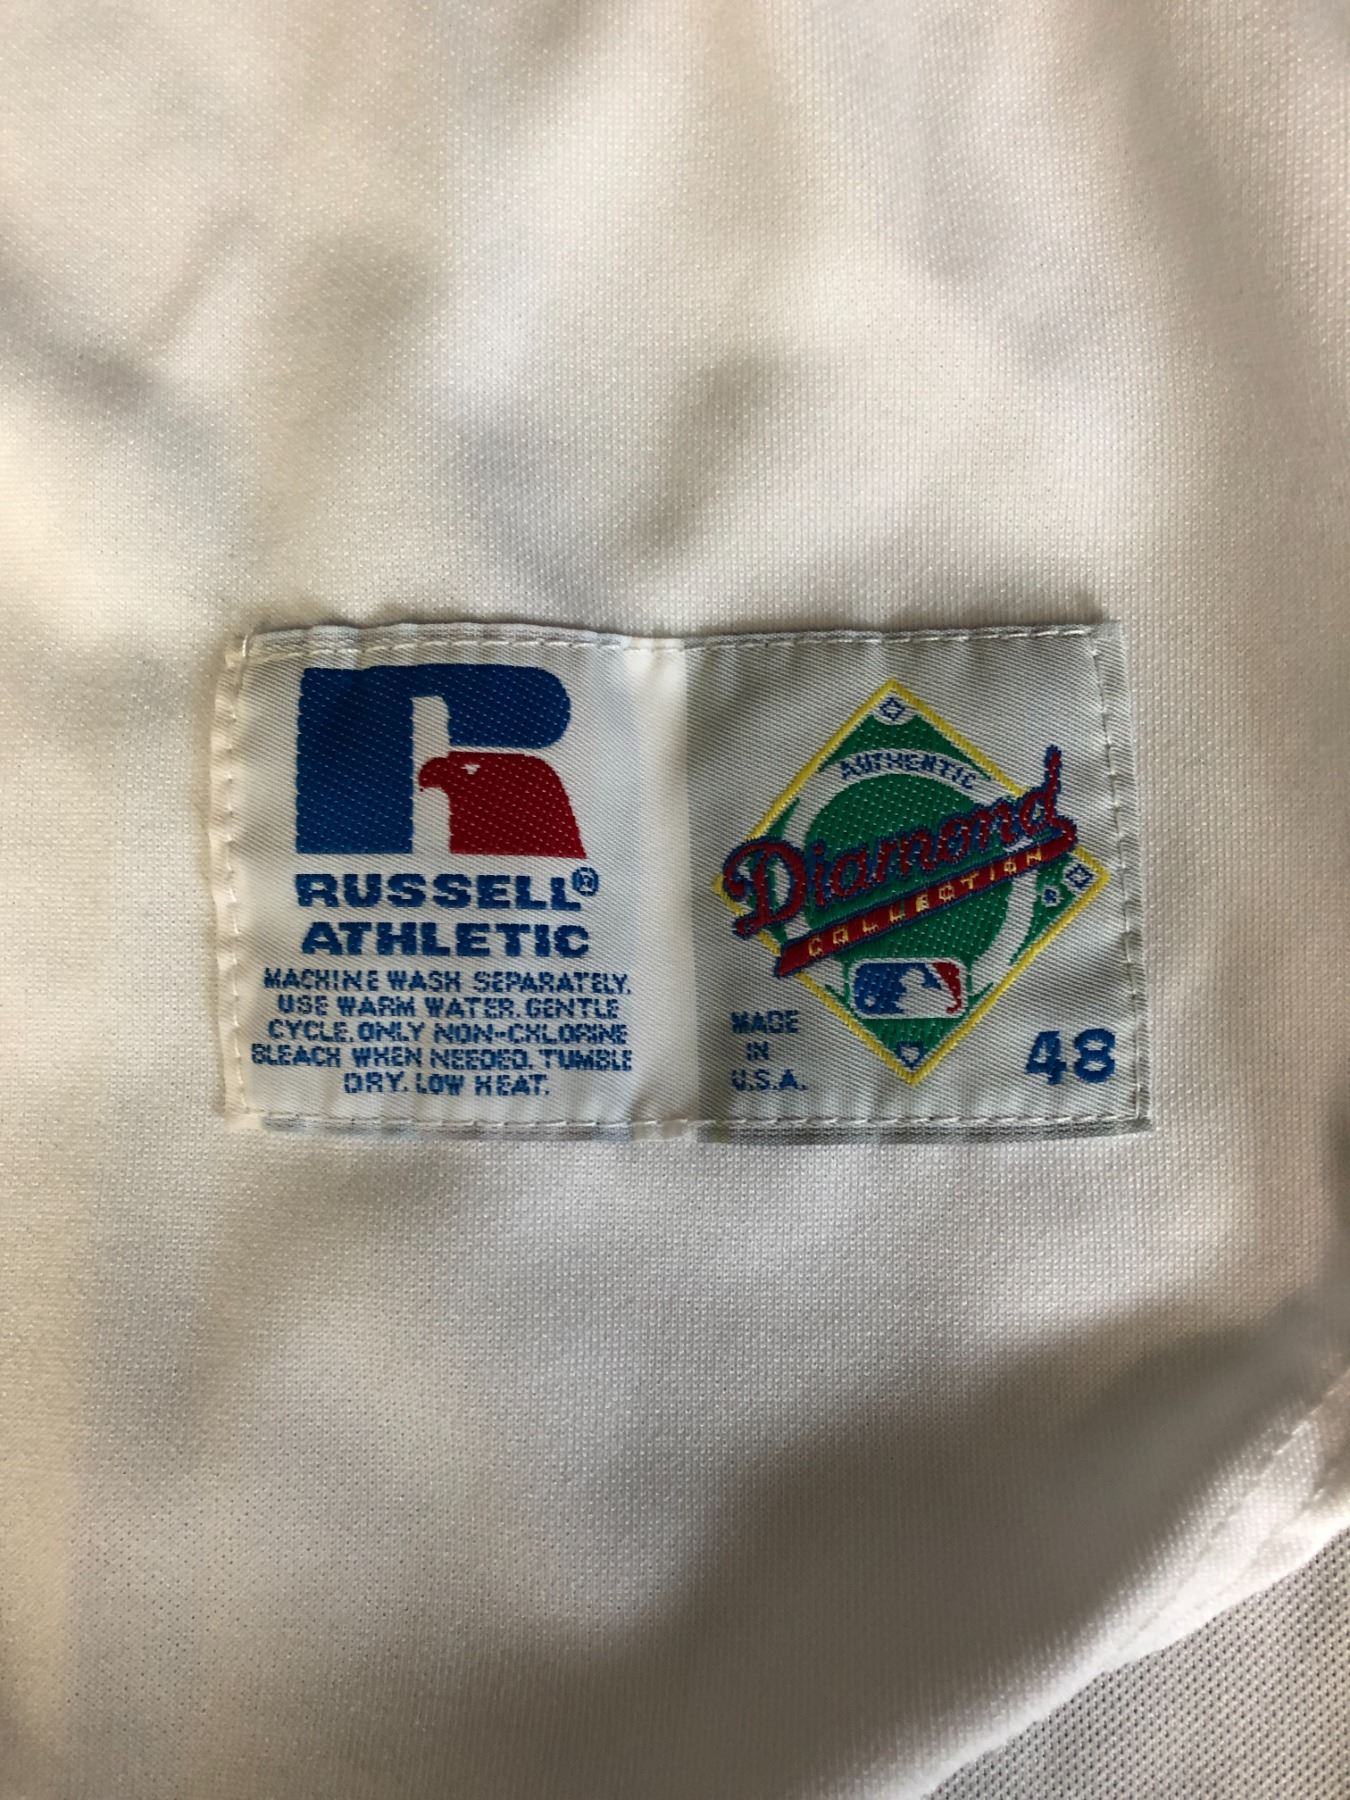 RUSSELL®
ATHLETIC
MACHINE WASH SEPARATELY.
USE WARM WATER. GENTLE
CYCLE. ONLY NON-CHLORINE
BLEACH WHEN NEEDED. TUMBLE
DRY. LOW HEAT.
AUTHENTIC
Diamond
COLLECTION
MADE
IN
U.S.A.
48